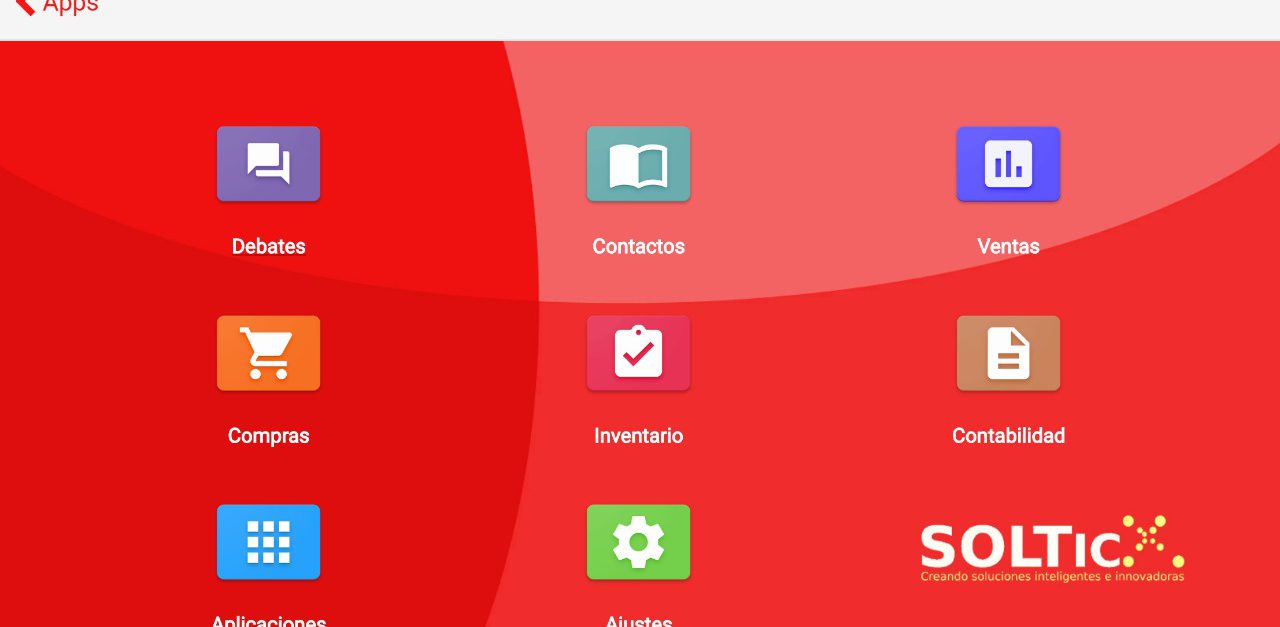 Apps
Debates
Contactos
Ventas
Compras
Inventario
Contabilidad
SOLTIC
Creando soluciones inteligentes e innovadoras
Aplicaciones
Ajustes